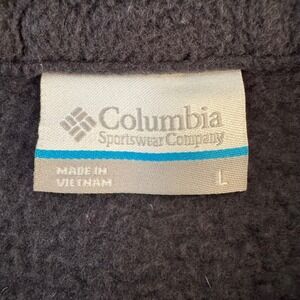 Columbia
Sportswear Company
MADE IN
VIETNAM
L